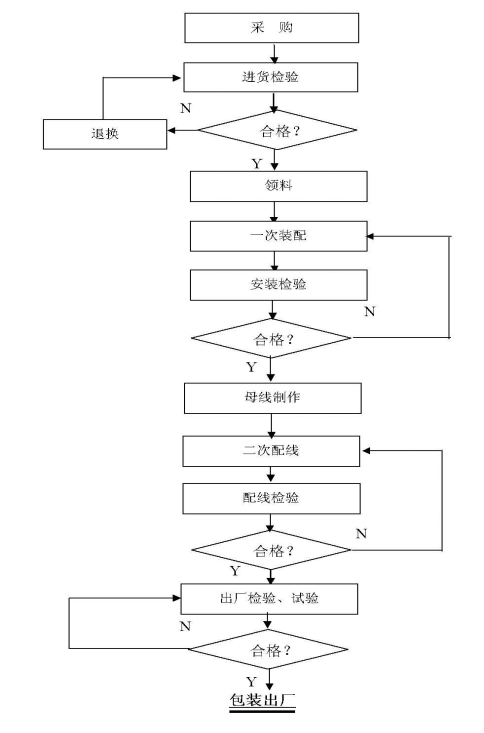 采 购
进货检验
N
退换
合格？
Y
领料
一次装配
安装检验
N
合格？
Y
母线制作
二次配线
配线检验
N
合格？
Y
出厂检验、试验
N
合格？
Y
包装出厂